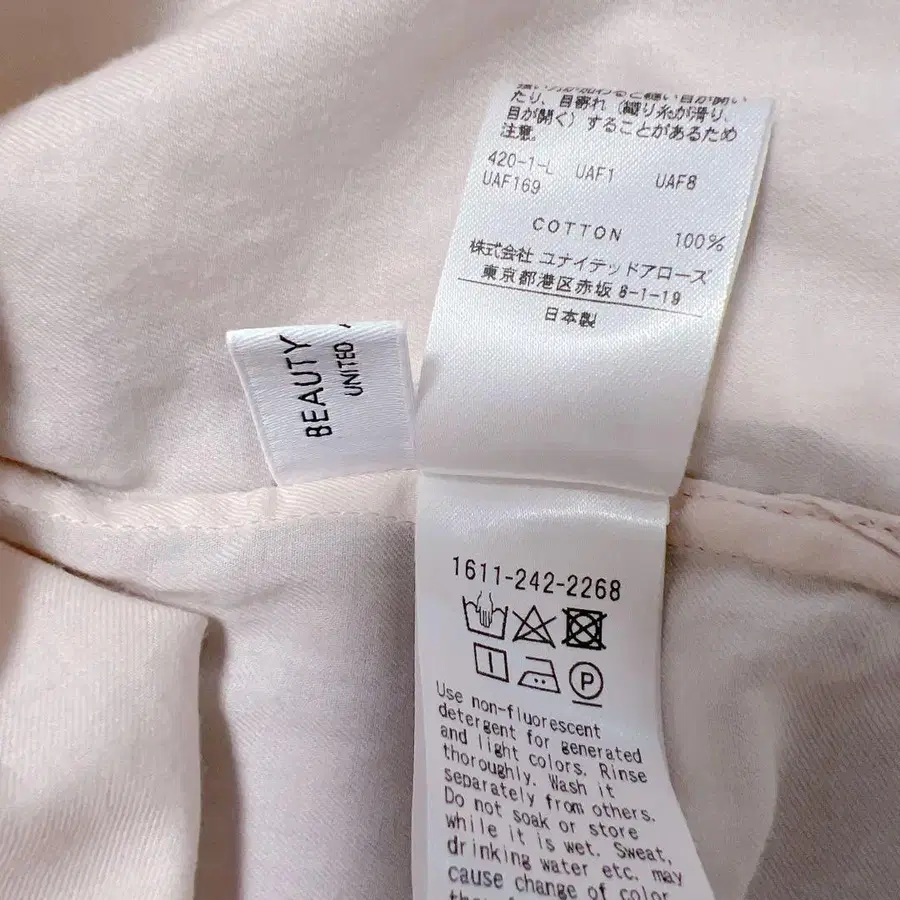 たり、目寄れ（織り糸が滑り、
目が開く）することがあるため
注意。
420-1-L UAF1 UAF8
UAF169
COTTON 100%
株式会社 ユナイテッドアローズ
東京都港区赤坂 8-1-19
日本製
BEAUTY
UNITED
1611-242-2268
P
Use non-fluorescent
detergent for generated
and light colors. Rinse
thoroughly. Wash it
separately from others.
Do not soak or store
while it is wet. Sweat,
drinking water etc. may
cause change of color